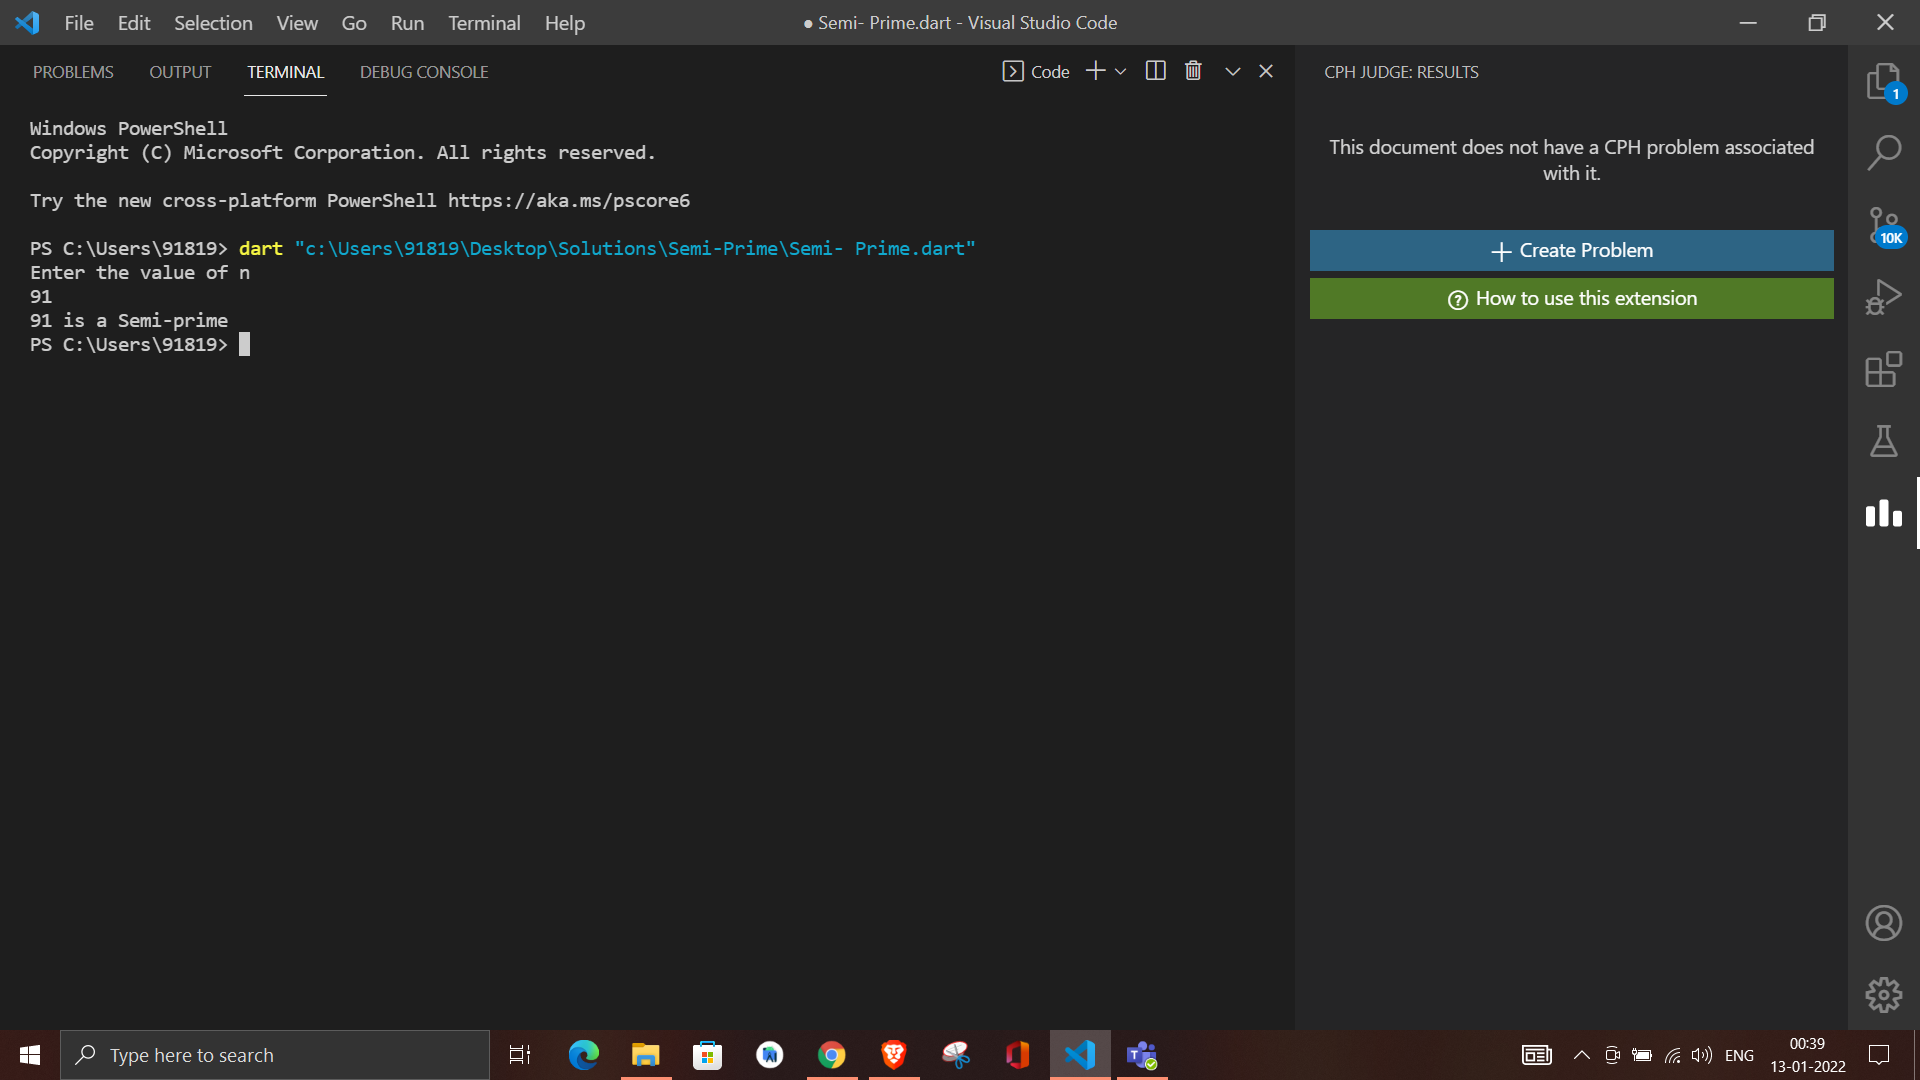 File Edit Selection View Go Run Terminal Help
● Semi- Prime.dart - Visual Studio Code
PROBLEMS OUTPUT TERMINAL DEBUG CONSOLE
Code
CPH JUDGE: RESULTS
Windows PowerShell
Copyright (C) Microsoft Corporation. All rights reserved.
Try the new cross-platform PowerShell https://aka.ms/pscore6
PS C:\Users\91819> dart "c:\Users\91819\Desktop\Solutions\Semi-Prime\Semi- Prime.dart"
Enter the value of n
91
91 is a Semi-prime
PS C:\Users\91819>
This document does not have a CPH problem associated
with it.
Create Problem
How to use this extension
1
10K
Type here to search
ENG
00:39
13-01-2022